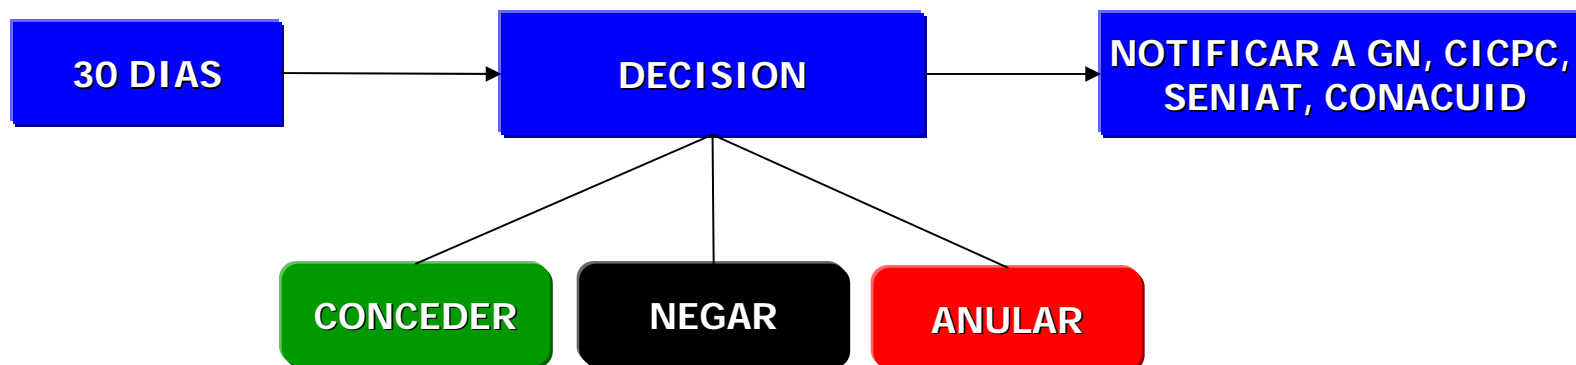 30 DIAS
DECISION
NOTIFICAR A GN, CICPC,
SENIAT, CONACUID
CONCEDER
NEGAR
ANULAR